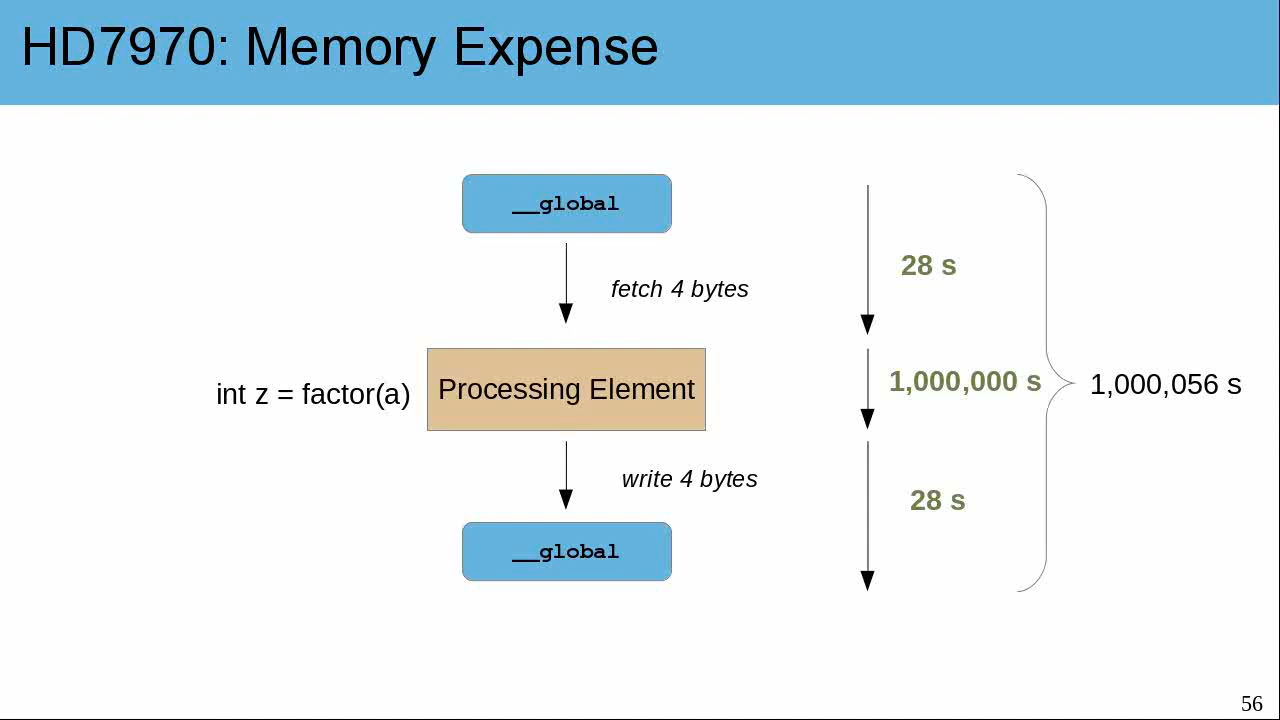 HD7970: Memory Expense
__global
28 s
fetch 4 bytes
int z = factor(a)
Processing Element
1,000,000 s
1,000,056 s
write 4 bytes
28 s
__global
56